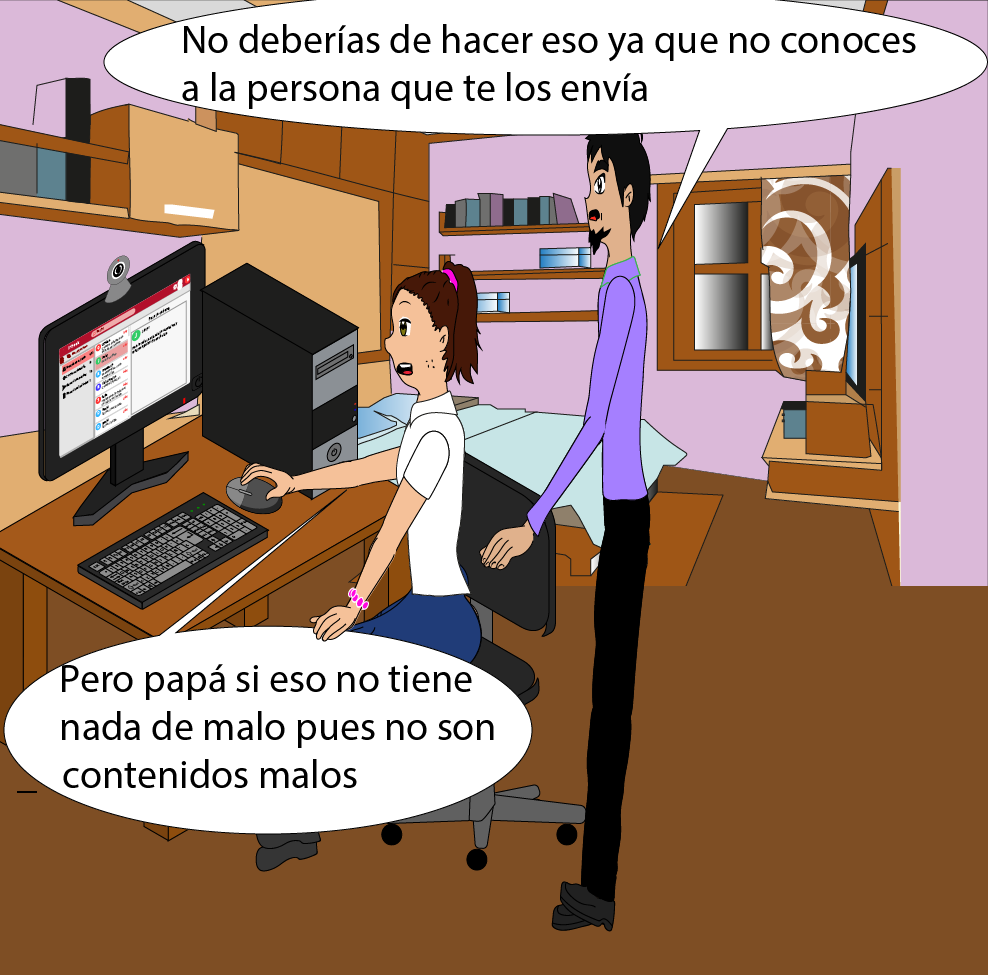 No deberías de hacer eso ya que no conoces
a la persona que te los envía
Pero papá si eso no tiene
nada de malo pues no son
contenidos malos